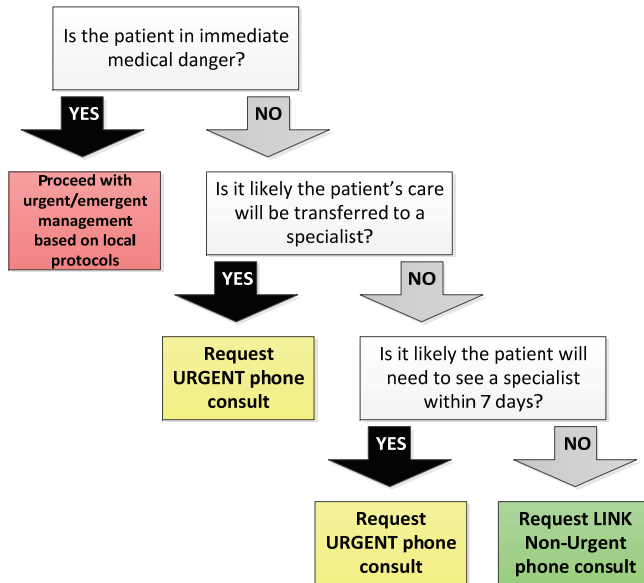 Is the patient in immediate
medical danger?
YES
NO
Proceed with
urgent/emergent
management
based on local
protocols
Is it likely the patient's care
will be transferred to a
specialist?
YES
NO
Request
URGENT phone
consult
Is it likely the patient will
need to see a specialist
within 7 days?
YES
NO
Request
URGENT phone
consult
Request LINK
Non-Urgent
phone consult